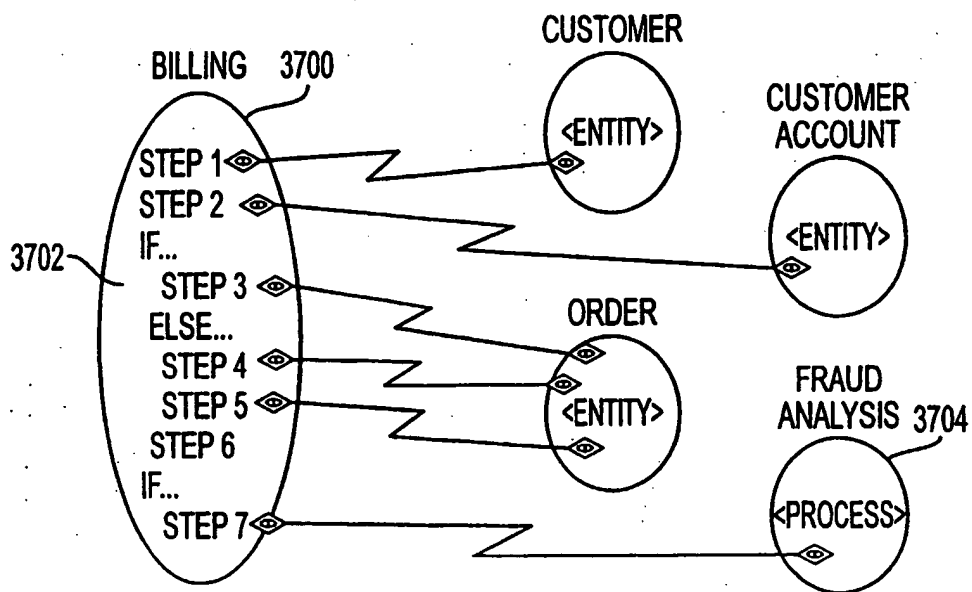 BILLING 3700
STEP 1
STEP 2
IF...
3702
STEP 3
ELSE...
STEP 4
STEP 5
STEP 6
IF...
STEP 7
CUSTOMER
<ENTITY>
CUSTOMER
ACCOUNT
<ENTITY>
ORDER
<ENTITY>
FRAUD
ANALYSIS 3704
<PROCESS>